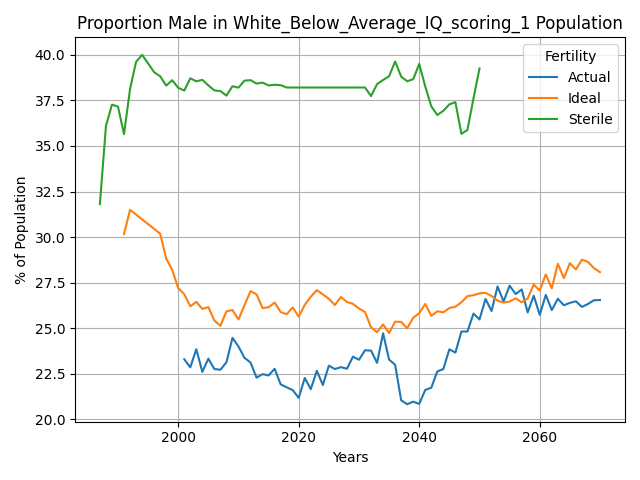 Proportion Male in White_Below_Average_IQ_scoring_1 Population
Fertility
Actual
Ideal
Sterile
% of Population
40.0
37.5
35.0
32.5
30.0
27.5
25.0
22.5
20.0
2000
2020
2040
2060
Years